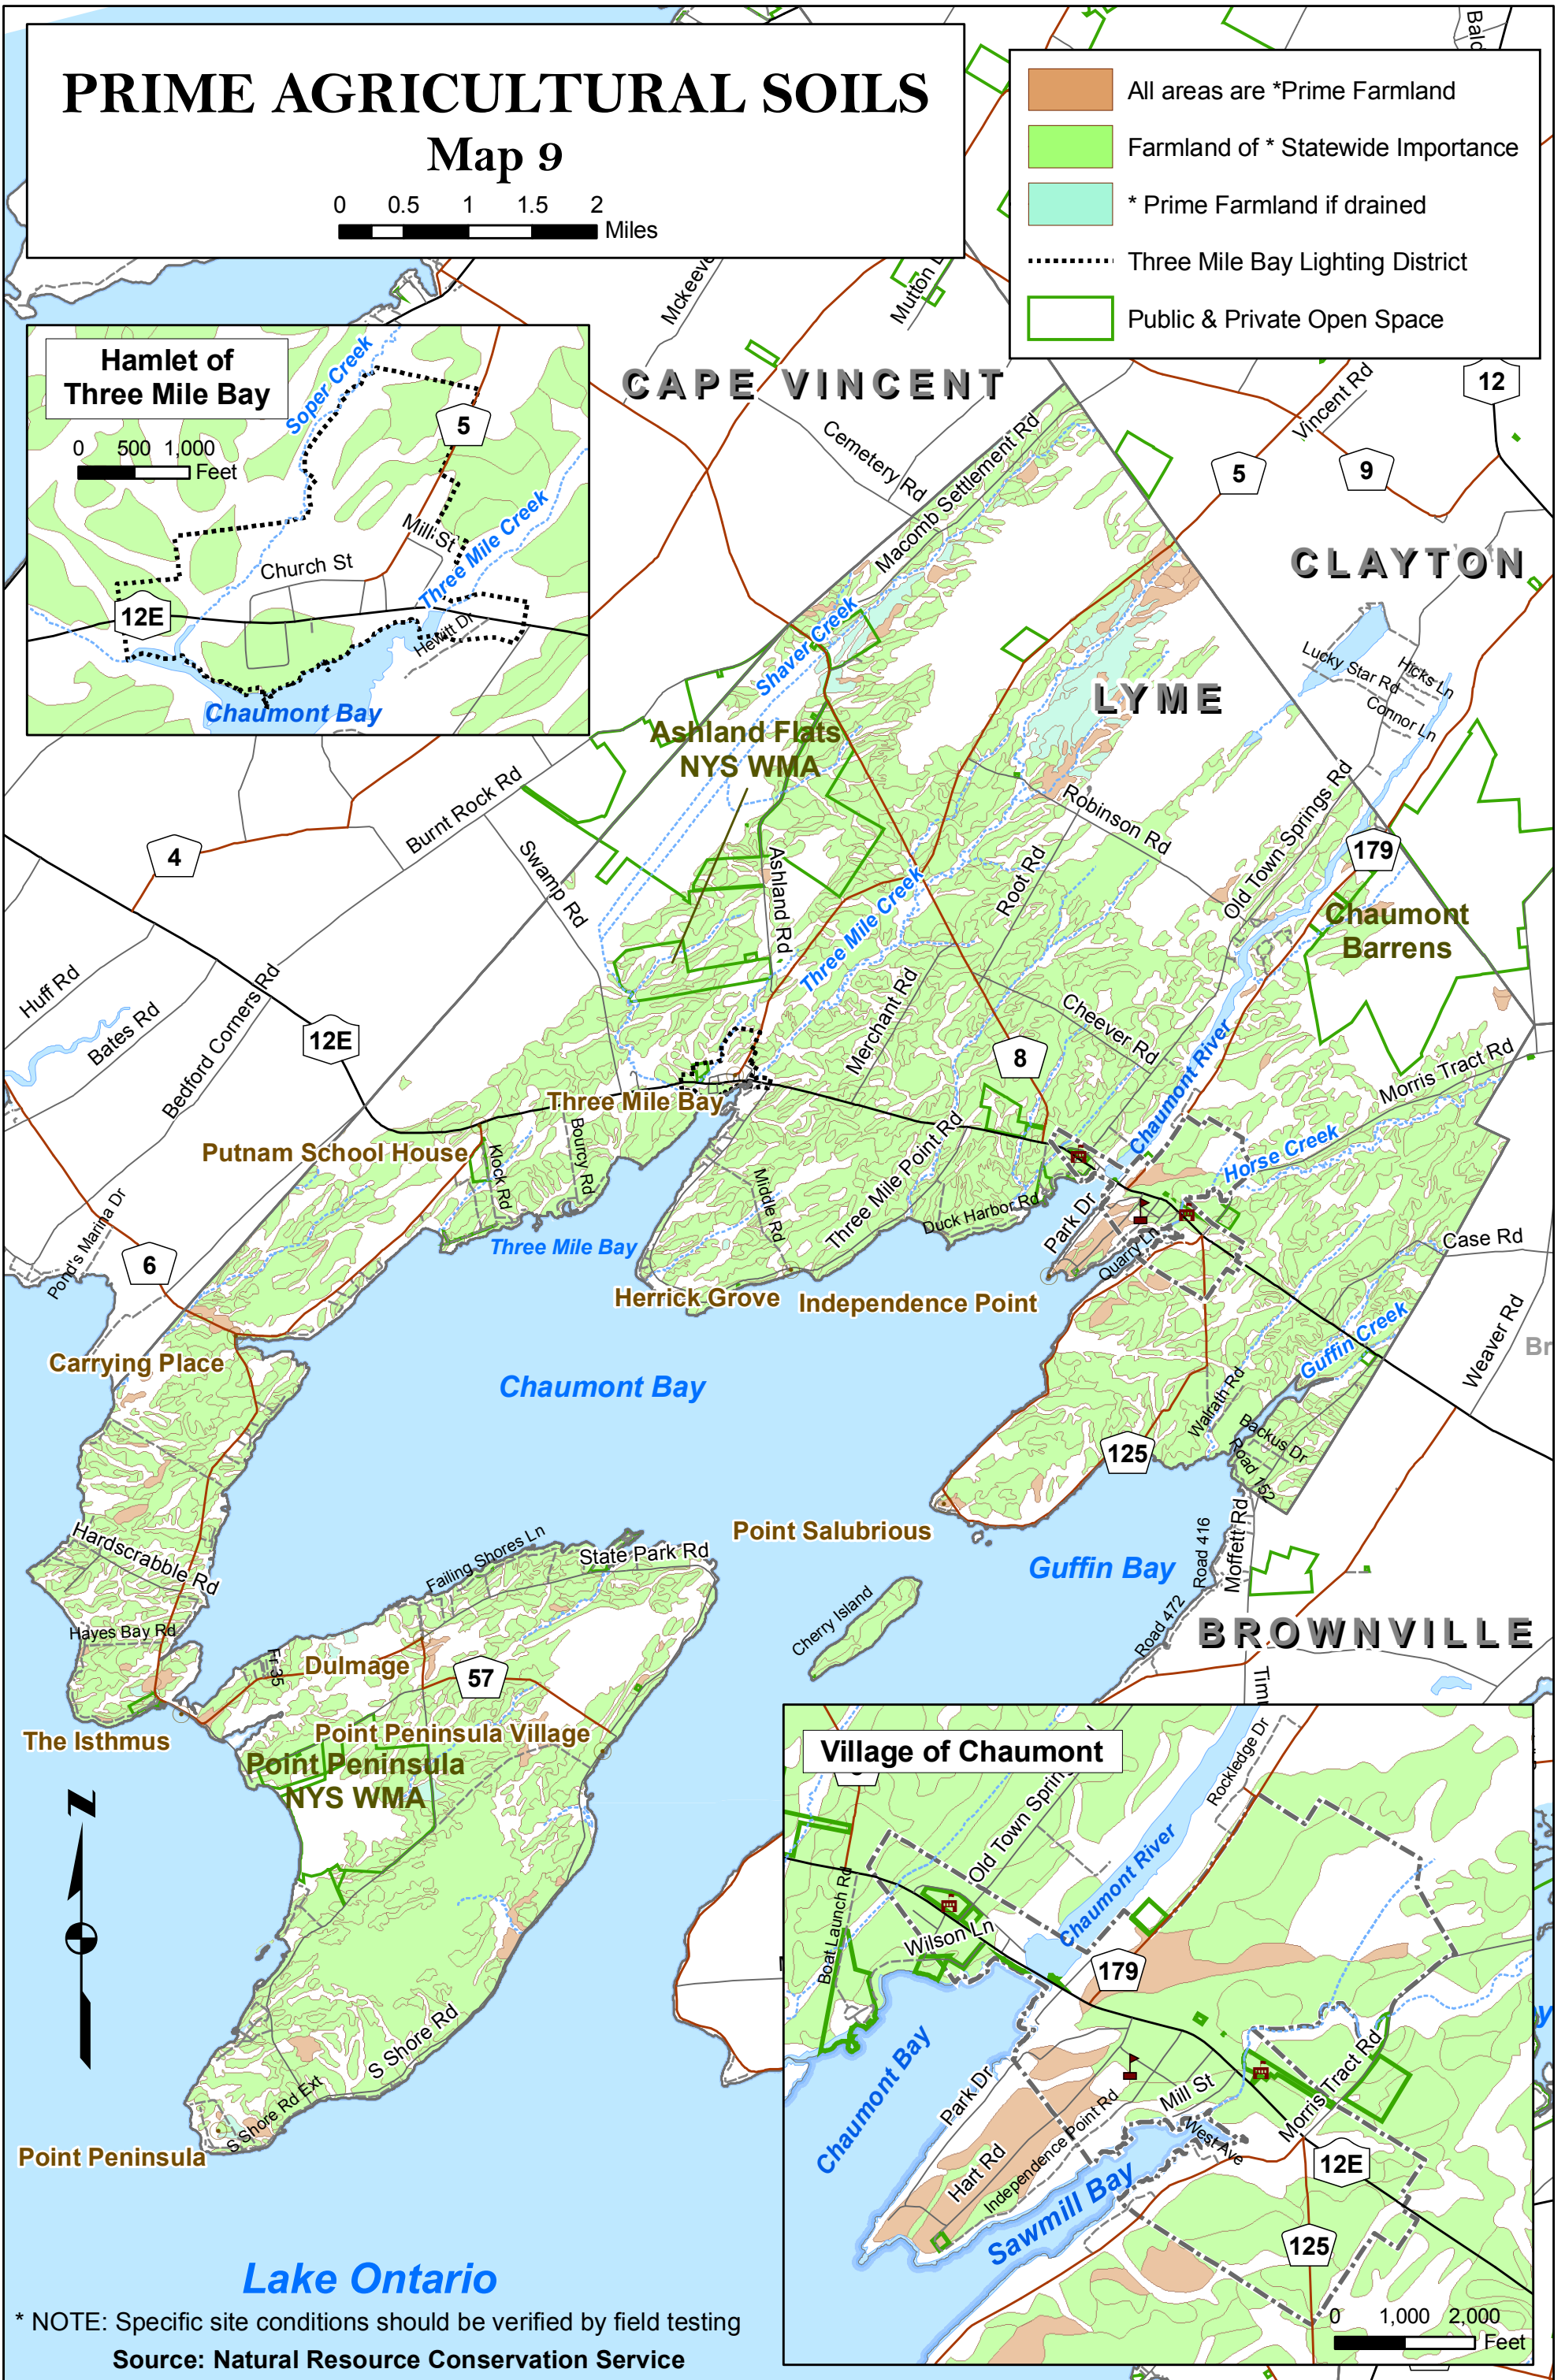 PRIME AGRICULTURAL SOILS
Map 9
0 0.5 1 1.5 2
Miles
All areas are *Prime Farmland
Farmland of * Statewide Importance
* Prime Farmland if drained
Three Mile Bay Lighting District
Public & Private Open Space
Hamlet of
Three Mile Bay
0 500 1,000
Feet
Soper Creek
5
Mill St
Three Mile Creek
Church St
12E
Hewitt Dr
Chaumont Bay
CAPE VINCENT
Cemetery Rd
Macomb Settlement Rd
Vincent Rd
12
5
9
CLAYTON
Lucky Star Rd
Hicks Ln
Connor Ln
LYME
Shaver Creek
Ashland Flats
NYS WMA
Burnt Rock Rd
4
Swamp Rd
Ashland Rd
Three Mile Creek
Root Rd
Robinson Rd
Old Town Springs Rd
179
Chaumont
Barrens
Huff Rd
Bates Rd
Bedford Corners Rd
12E
Merchant Rd
Cheever Rd
8
Chaumont River
Morris Tract Rd
Three Mile Bay
Putnam School House
Klock Rd
Bourcy Rd
Middle Rd
Three Mile Point Rd
Duck Harbor Rd
Park Dr
Quarry Ln
Horse Creek
Case Rd
Pond's Marina Dr
6
Three Mile Bay
Herrick Grove
Independence Point
Guffin Creek
Weaver Rd
Br
Carrying Place
Chaumont Bay
Walrath Rd
Backus Dr
Road 152
125
Hardscrabble Rd
Failing Shores Ln
State Park Rd
Point Salubrious
Guffin Bay
Road 416
Moffett Rd
Road 472
Hayes Bay Rd
Cherry Island
BROWNVILLE
Fr 35
Dulmage
57
The Isthmus
Point Peninsula Village
Point Peninsula
NYS WMA
N
S Shore Rd
S Shore Rd Ext
Point Peninsula
Village of Chaumont
Old Town Spring
Rockledge Dr
Chaumont River
Boat Launch Rd
Wilson Ln
179
Chaumont Bay
Park Dr
Hart Rd
Independence Point Rd
Mill St
West Ave
Morris Tract Rd
Sawmill Bay
12E
125
0 1,000 2,000
Feet
Lake Ontario
* NOTE: Specific site conditions should be verified by field testing
Source: Natural Resource Conservation Service